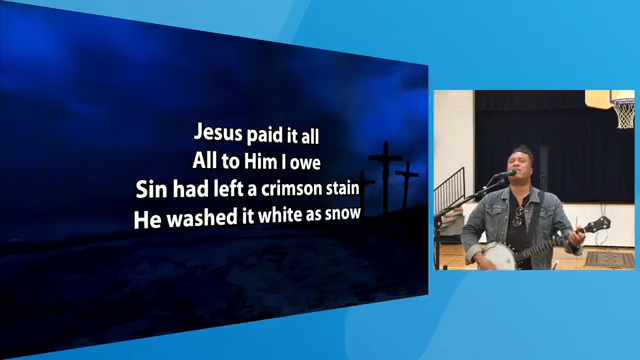 Jesus paid it all
All to Him I owe
Sin had left a crimson stain
He washed it white as snow